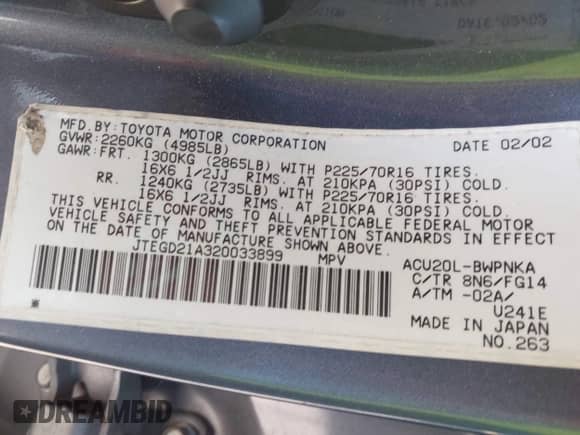 DATE 02/02
MFD.BY:TOYOTA MOTOR CORPORATION DATE 02/02
GVWR:2260KG (4985LB)
GAWR:FRT. 1300KG (2865LB) WITH P225/70R16 TIRES.
16X6 1/2JJ RIMS. AT 210KPA (30PSI) COLD.
RR. 1240KG (2735LB) WITH P225/70R16 TIRES.
16X6 1/2JJ RIMS. AT 210KPA (30PSI) COLD.
THIS VEHICLE CONFORMS TO ALL APPLICABLE FEDERAL MOTOR
VEHICLE SAFETY AND THEFT PREVENTION STANDARDS IN EFFECT
ON THE DATE OF MANUFACTURE SHOWN ABOVE.
JTEGD21A320033899 MPV
ACU20L-BWPNKA
C/TR 8N6/FG14
A/TM -02A/
U241E
MADE IN JAPAN
NO.263
DREAMBID